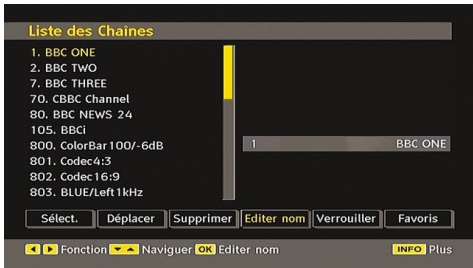 Liste des Chaînes
1. BBC ONE
2. BBC TWO
7. BBC THREE
70. CBBC Channel
80. BBC NEWS 24
105. BBCi
800. ColorBar100/-6dB
801. Codec4:3
802. Codec16:9
803. BLUE/Left1kHz
1 BBC ONE
Sélect. Déplacer Supprimer Editer nom Verrouiller Favoris
Fonction Naviguer OK Editer nom INFO Plus